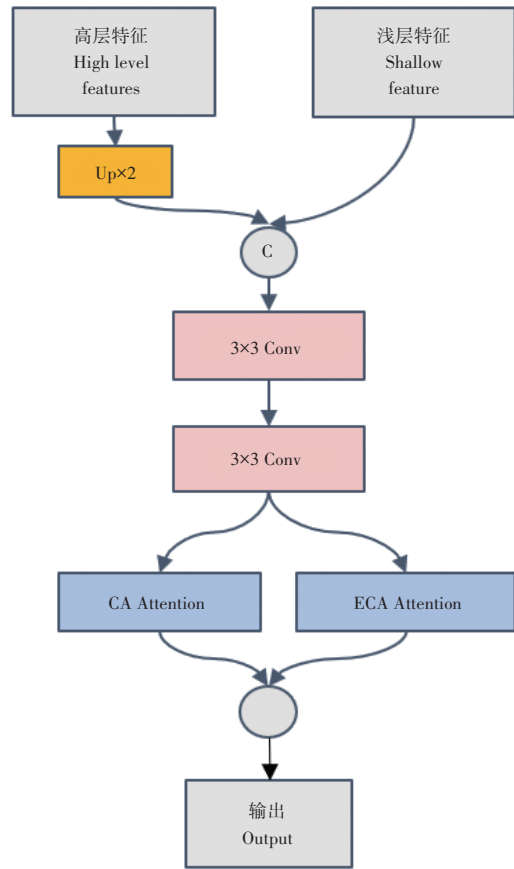 高层特征
High level
features
浅层特征
Shallow
feature
Up×2
C
3×3 Conv
3×3 Conv
CA Attention
ECA Attention
输出
Output